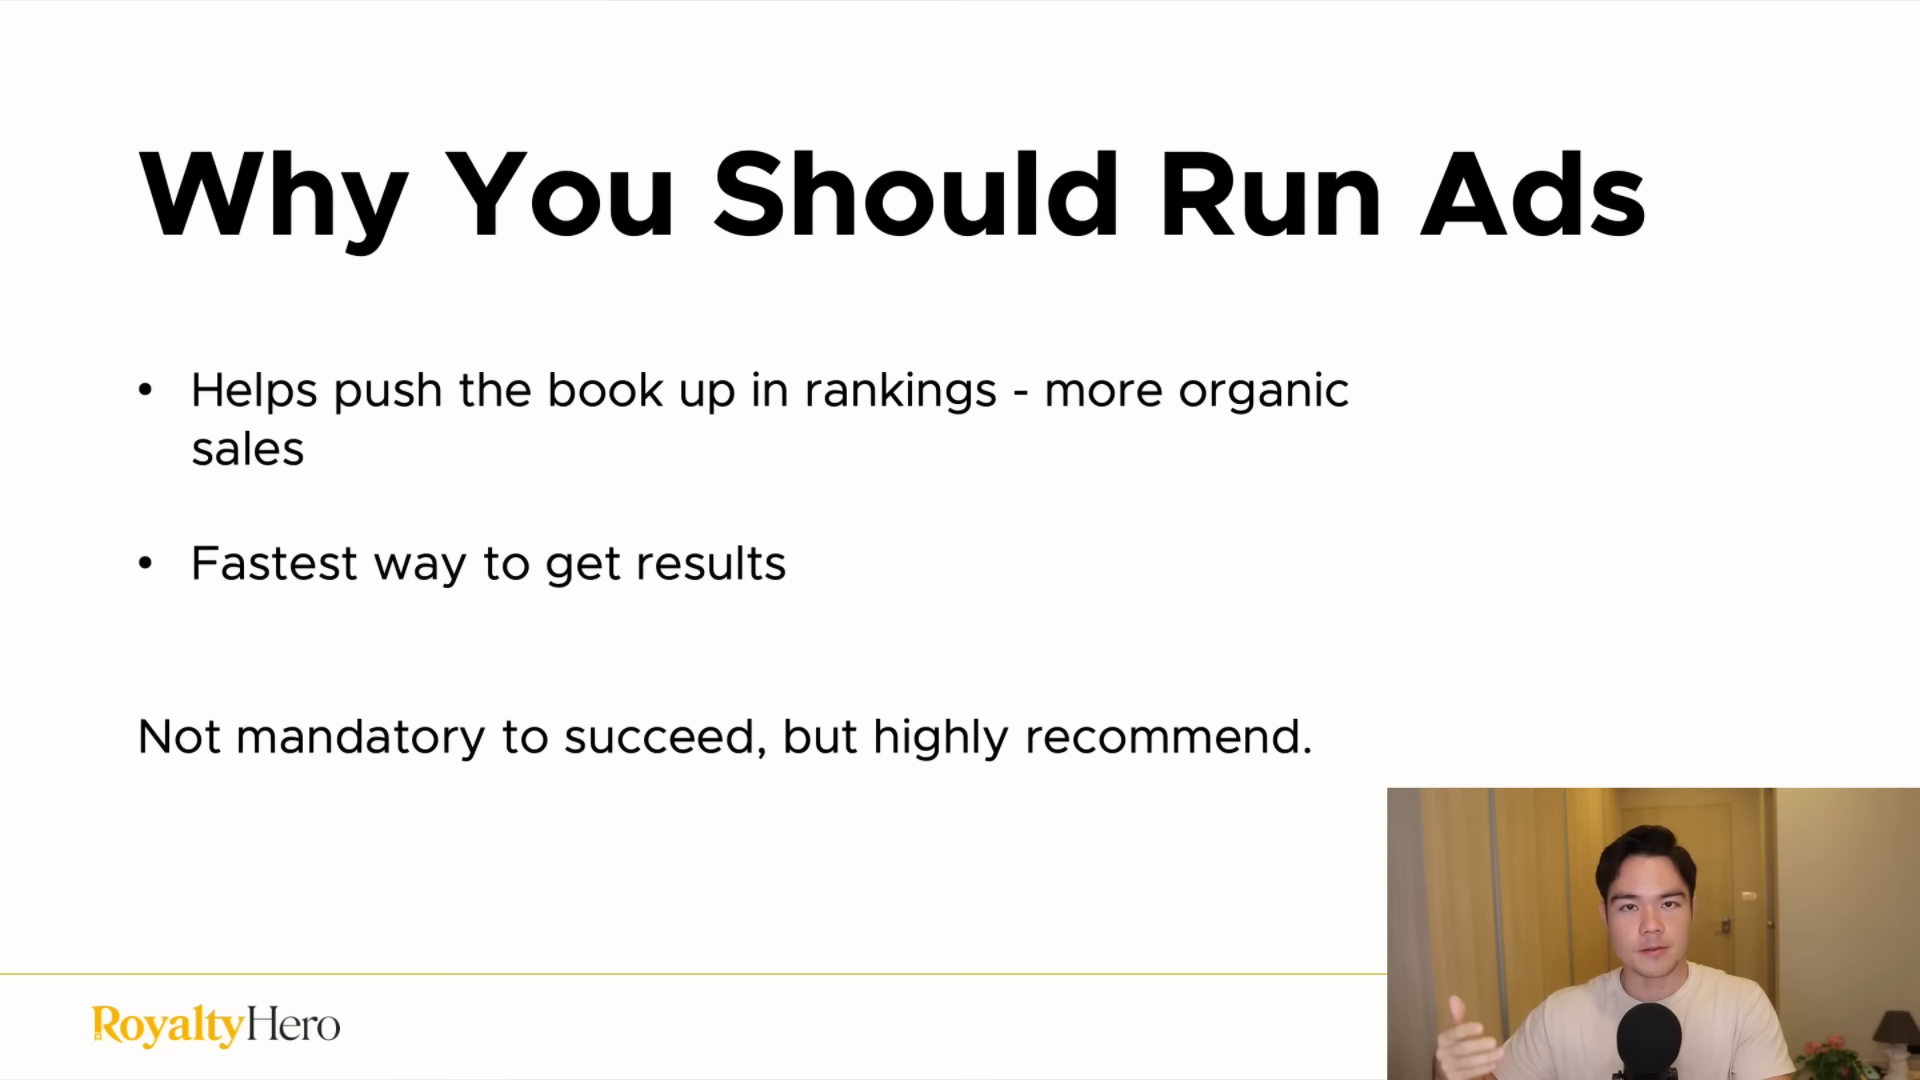 Why You Should Run Ads
• Helps push the book up in rankings - more organic
sales
• Fastest way to get results
Not mandatory to succeed, but highly recommend.
RoyaltyHero